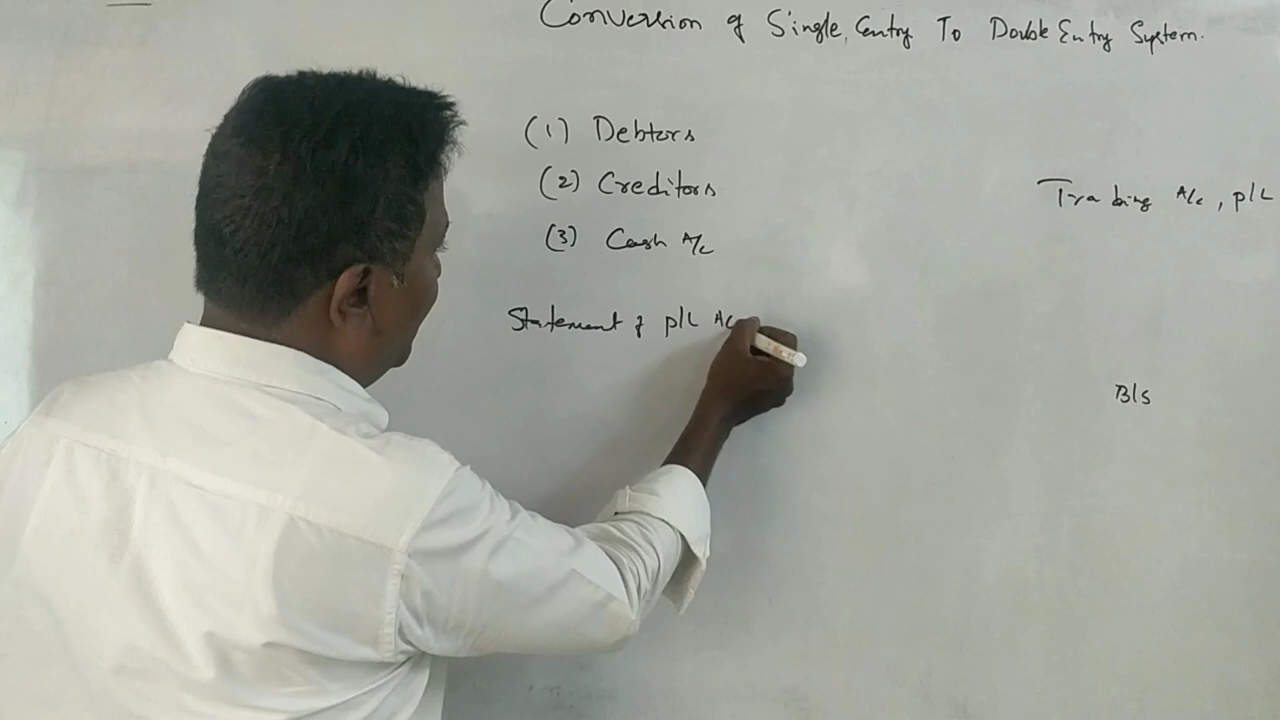 Conversion of Single Entry To Double Entry System.
(1) Debtors
(2) Creditors
Trading A/c, P/L
(3) Cash A/c
Statement of P/L A/c
B/S